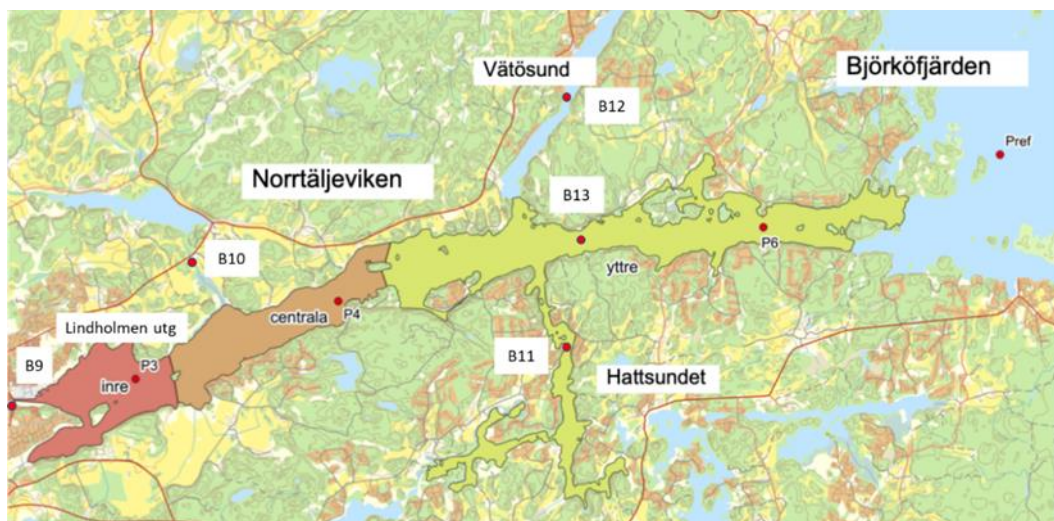 Vätösund
Björköfjärden
B12
Pref
Norrtäljeviken
B13
P6
yttre
B10
centrala
P4
Lindholmen utg
B9
P3
inre
B11
Hattsundet